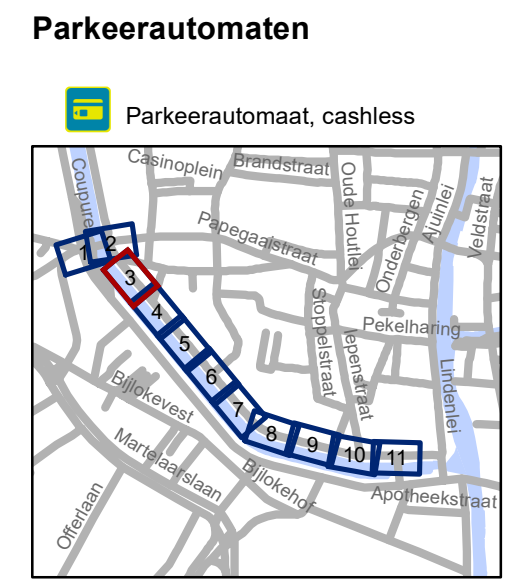 Parkeerautomaten
Parkeerautomaat, cashless
Casinoplein
Brandstraat
Coupure
Oude Houtlei
Onderbergen
Ajuinlei
Veldstraat
Papegaaistraat
1
2
3
4
5
6
7
8
9
10
11
Stoppelstraat
Iepenstraat
Pekelharing
Lindenlei
Bijlokevest
Martelaarslaan
Bijlokehof
Offerlaan
Apotheekstraat